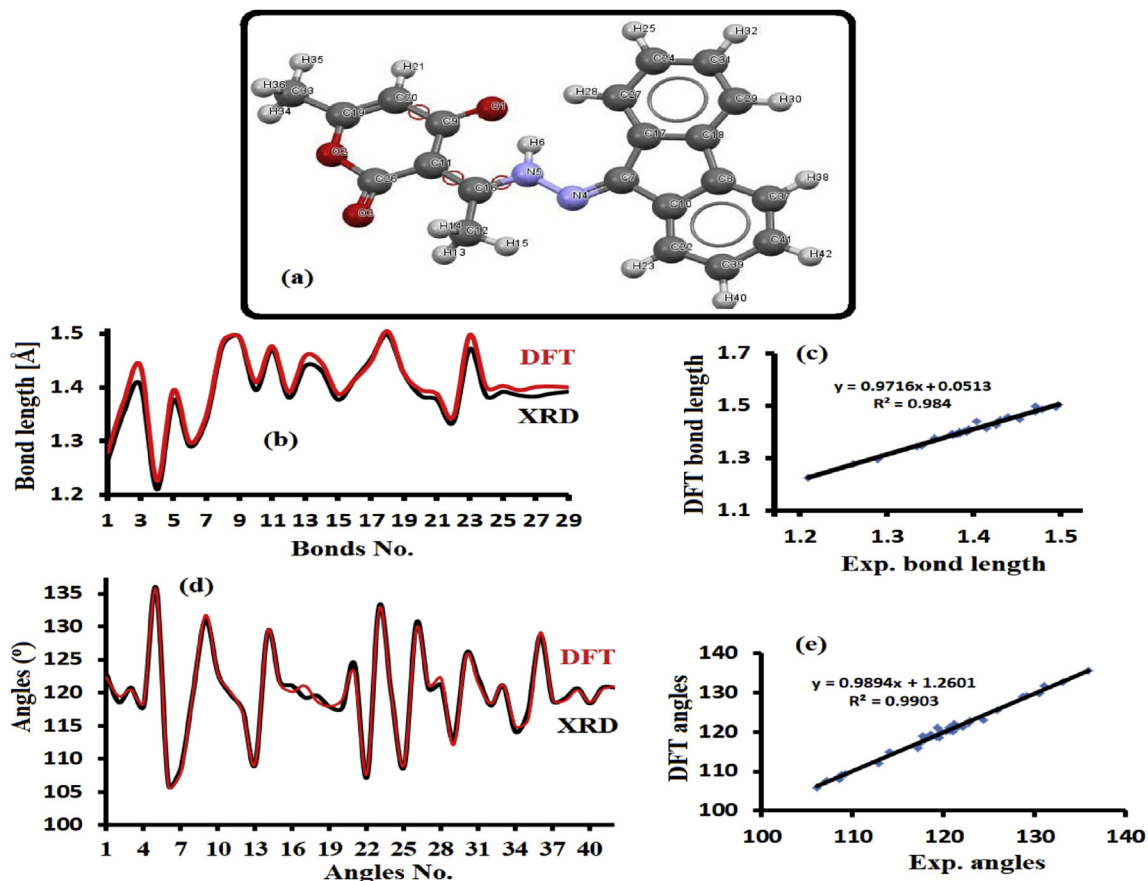 H25
H32
H35
C24
C31
H36
H21
C33
H28
C27
C29
H30
H34
C20
O1
C19
C9
H6
C17
C18
O2
C11
N5
C26
C16
N4
C7
C8
H38
C37
O3
C10
H14
C12
H15
H13
C22
C41
H42
H23
C39
(a)
H40
Bond length [Å]
1.5
1.4
1.3
1.2
DFT
XRD
(b)
1 3 5 7 9 11 13 15 17 19 21 23 25 27 29
Bonds No.
(c)
DFT bond length
1.7
1.5
1.3
1.1
y = 0.9716x + 0.0513
R² = 0.984
1.2 1.3 1.4 1.5
Exp. bond length
(d)
Angles (º)
135
130
125
120
115
110
105
100
DFT
XRD
1 4 7 10 13 16 19 22 25 28 31 34 37 40
Angles No.
(e)
DFT angles
140
130
120
110
100
y = 0.9894x + 1.2601
R² = 0.9903
100 110 120 130 140
Exp. angles